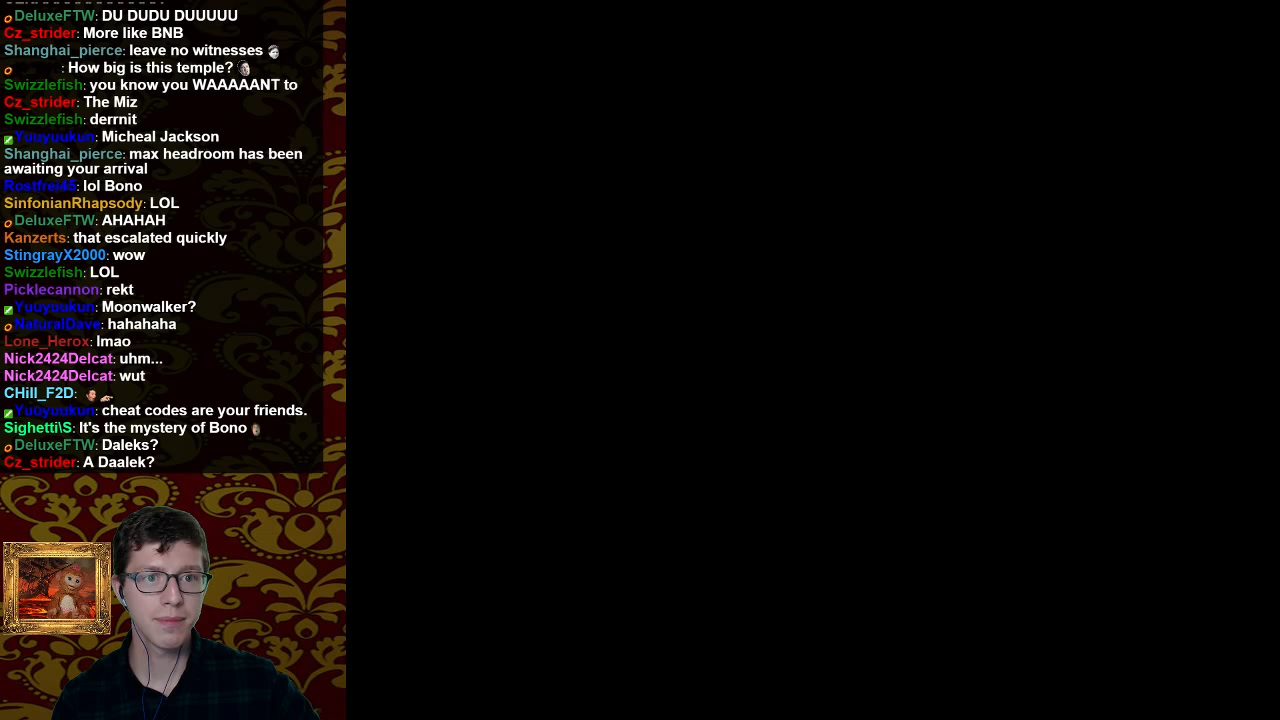 DeluxeFTW: DU DUDU DUUUUU
Cz_strider: More like BNB
Shanghai_pierce: leave no witnesses
: How big is this temple?
Swizzlefish: you know you WAAAAANT to
Cz_strider: The Miz
Swizzlefish: derrnit
Yuuyuukun: Micheal Jackson
Shanghai_pierce: max headroom has been
awaiting your arrival
Rostfrei45: lol Bono
SinfonianRhapsody: LOL
DeluxeFTW: AHAHAH
Kanzerts: that escalated quickly
StingrayX2000: wow
Swizzlefish: LOL
Picklecannon: rekt
Yuuyuukun: Moonwalker?
NaturalDave: hahahaha
Lone_Herox: lmao
Nick2424Delcat: uhm...
Nick2424Delcat: wut
CHill_F2D:
Yuuyuukun: cheat codes are your friends.
Sighetti\S: It's the mystery of Bono
DeluxeFTW: Daleks?
Cz_strider: A Daalek?